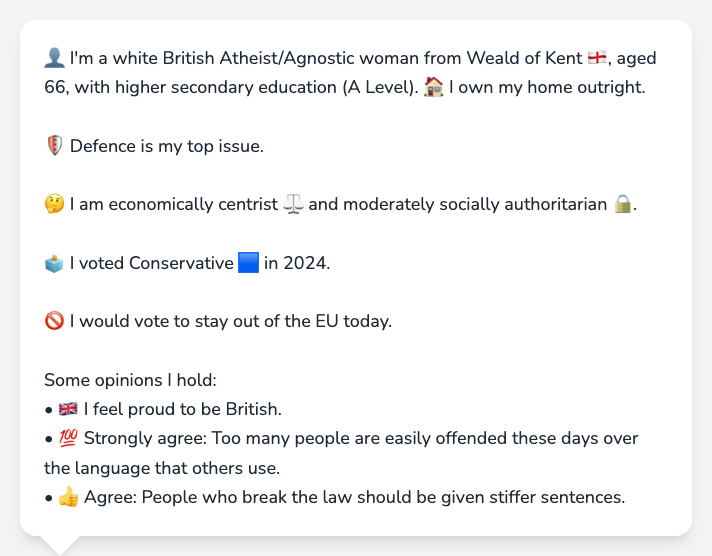 👤 I'm a white British Atheist/Agnostic woman from Weald of Kent 🏴󠁧󠁢󠁥󠁮󠁧󠁿, aged
66, with higher secondary education (A Level). 🏠 I own my home outright.
🛡️ Defence is my top issue.
🤔 I am economically centrist ⚖️ and moderately socially authoritarian 🔒.
🗳️ I voted Conservative 🟦 in 2024.
🚫 I would vote to stay out of the EU today.
Some opinions I hold:
• 🇬🇧 I feel proud to be British.
• 💯 Strongly agree: Too many people are easily offended these days over
the language that others use.
• 👍 Agree: People who break the law should be given stiffer sentences.